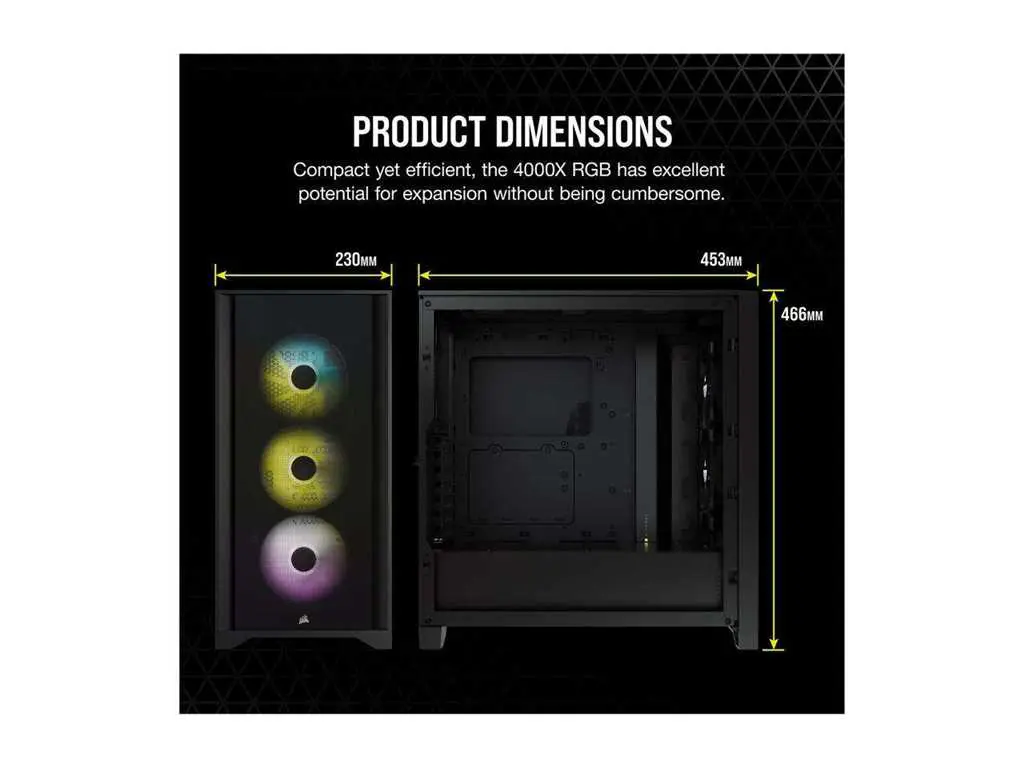 PRODUCT DIMENSIONS
Compact yet efficient, the 4000X RGB has excellent
potential for expansion without being cumbersome.
230MM
453MM
466MM